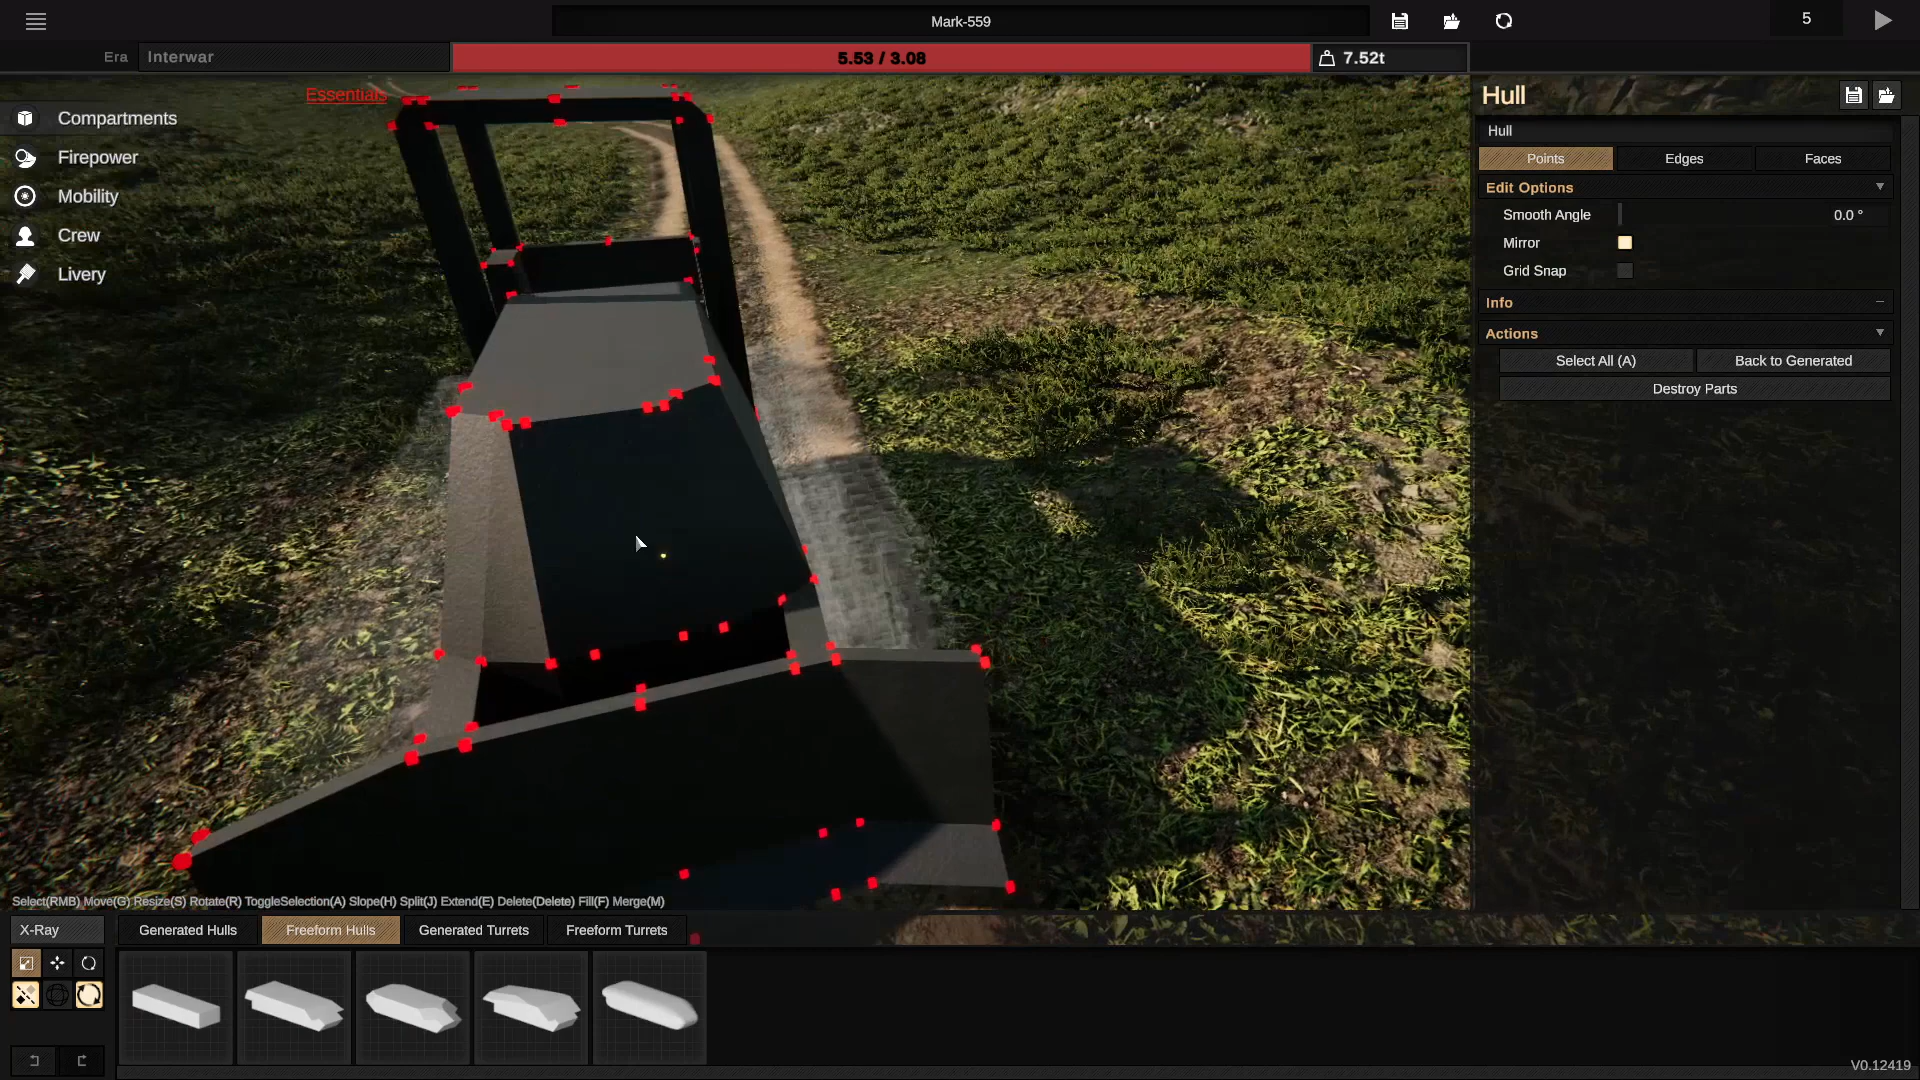 Mark-559
5
Era
Interwar
5.53 / 3.08
7.52t
Essentials
Compartments
Firepower
Mobility
Crew
Livery
Hull
Hull
Points
Edges
Faces
Edit Options
Smooth Angle
0.0 °
Mirror
Grid Snap
Info
Actions
Select All (A)
Back to Generated
Destroy Parts
Select(RMB) Move(G) Resize(S) Rotate(R) ToggleSelection(A) Slope(H) Split(J) Extend(E) Delete(Delete) Fill(F) Merge(M)
X-Ray
Generated Hulls
Freeform Hulls
Generated Turrets
Freeform Turrets
V0.12419